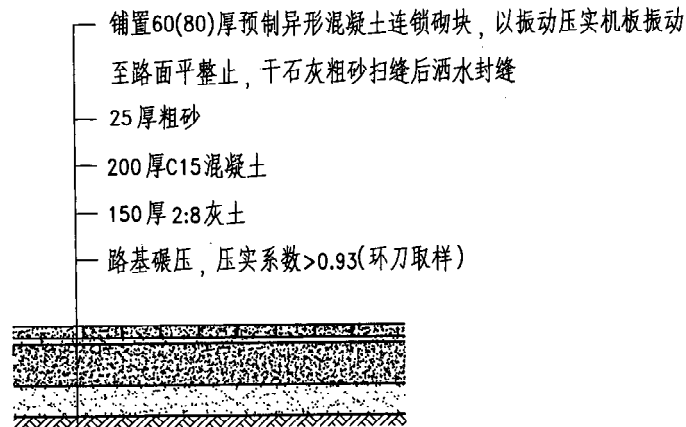 铺置60(80)厚预制异形混凝土连锁砌块，以振动压实机板振动
至路面平整止，干石灰粗砂扫缝后洒水封缝
25厚粗砂
200厚C15混凝土
150厚2:8灰土
路基碾压，压实系数>0.93(环刀取样)